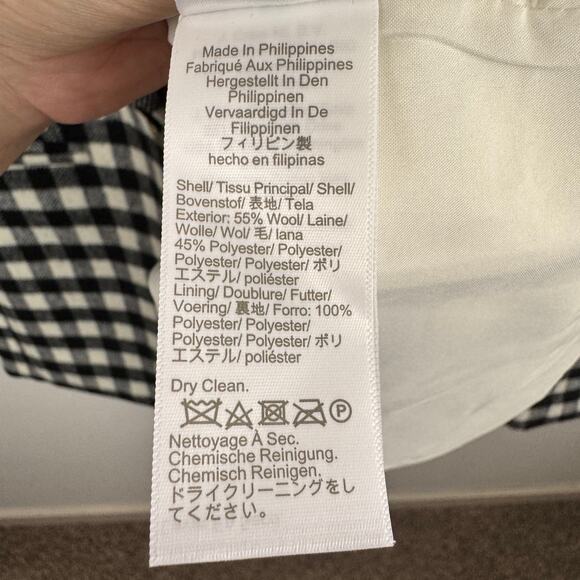 Made In Philippines
Fabriqué Aux Philippines
Hergestellt In Den
Philippinen
Vervaardigd In De
Filippijnen
フィリピン製
hecho en filipinas
Shell/ Tissu Principal/ Shell/
Bovenstof/ 表地/ Tela
Exterior: 55% Wool/ Laine/
Wolle/ Wol/ 毛/ lana
45% Polyester/ Polyester/
Polyester/ Polyester/ ポリ
エステル/ poliéster
Lining/ Doublure/ Futter/
Voering/ 裏地/ Forro: 100%
Polyester/ Polyester/
Polyester/ Polyester/ ポリ
エステル/ poliéster
Dry Clean.
P
Nettoyage À Sec.
Chemische Reinigung.
Chemisch Reinigen.
ドライクリーニングをし
てください。